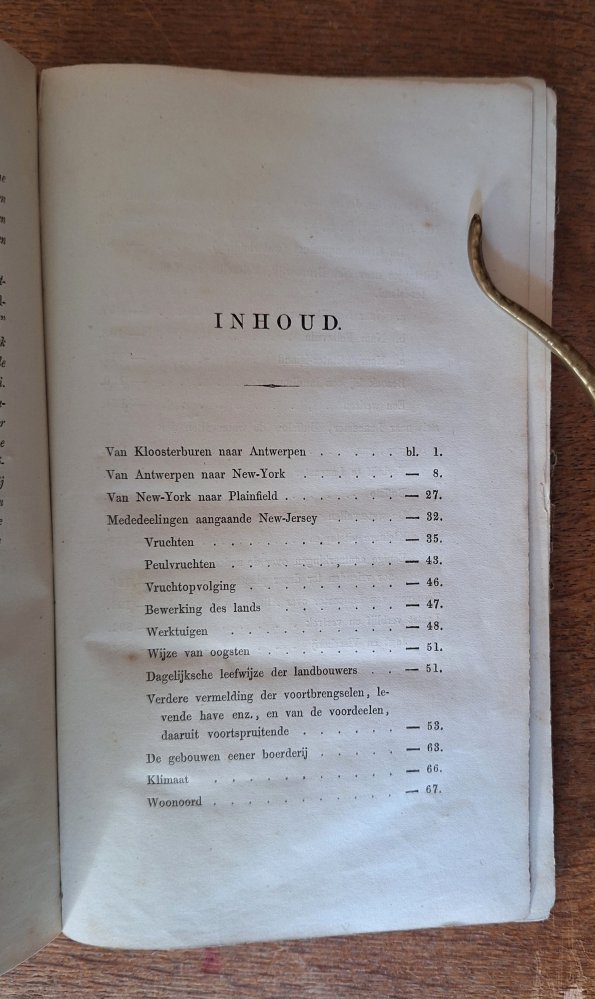 INHOUD.
Van Kloosterburen naar Antwerpen . . . . . . bl. 1.
Van Antwerpen naar New-York . . . . . . — 8.
Van New-York naar Plainfield . . . . . . . . — 27.
Mededeelingen aangaande New-Jersey . . . . . — 32.
Vruchten . . . . . . . . . . — 35.
Peulvruchten . . . . . . . . . — 43.
Vruchtopvolging . . . . . . . . — 46.
Bewerking des lands . . . . . . . — 47.
Werktuigen . . . . . . . . . — 48.
Wijze van oogsten . . . . . . . . — 51.
Dagelijksche leefwijze der landbouwers . . . — 51.
Verdere vermelding der voortbrengselen, le-
vende have enz., en van de voordeelen,
daaruit voortspruitende . . . . . . — 53.
De gebouwen eener boerderij . . . . . . — 63.
Klimaat . . . . . . . . . . — 66.
Woonoord . . . . . . . . . . — 67.